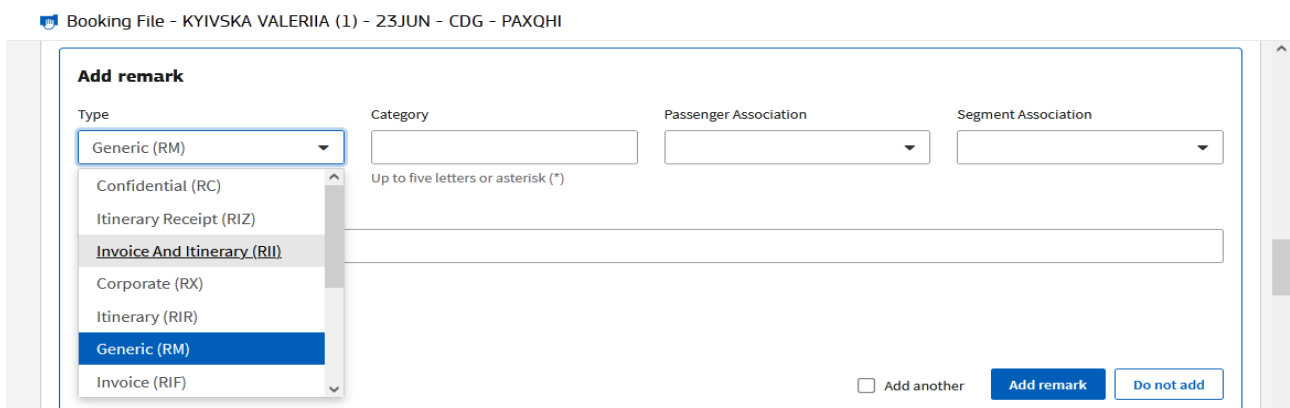 Booking File - KYIVSKA VALERIIA (1) - 23JUN - CDG - PAXQHI
Add remark
Type Category Passenger Association Segment Association
Generic (RM)
Up to five letters or asterisk (*)
Confidential (RC)
Itinerary Receipt (RIZ)
Invoice And Itinerary (RII)
Corporate (RX)
Itinerary (RIR)
Generic (RM)
Invoice (RIF)
Add another Add remark Do not add